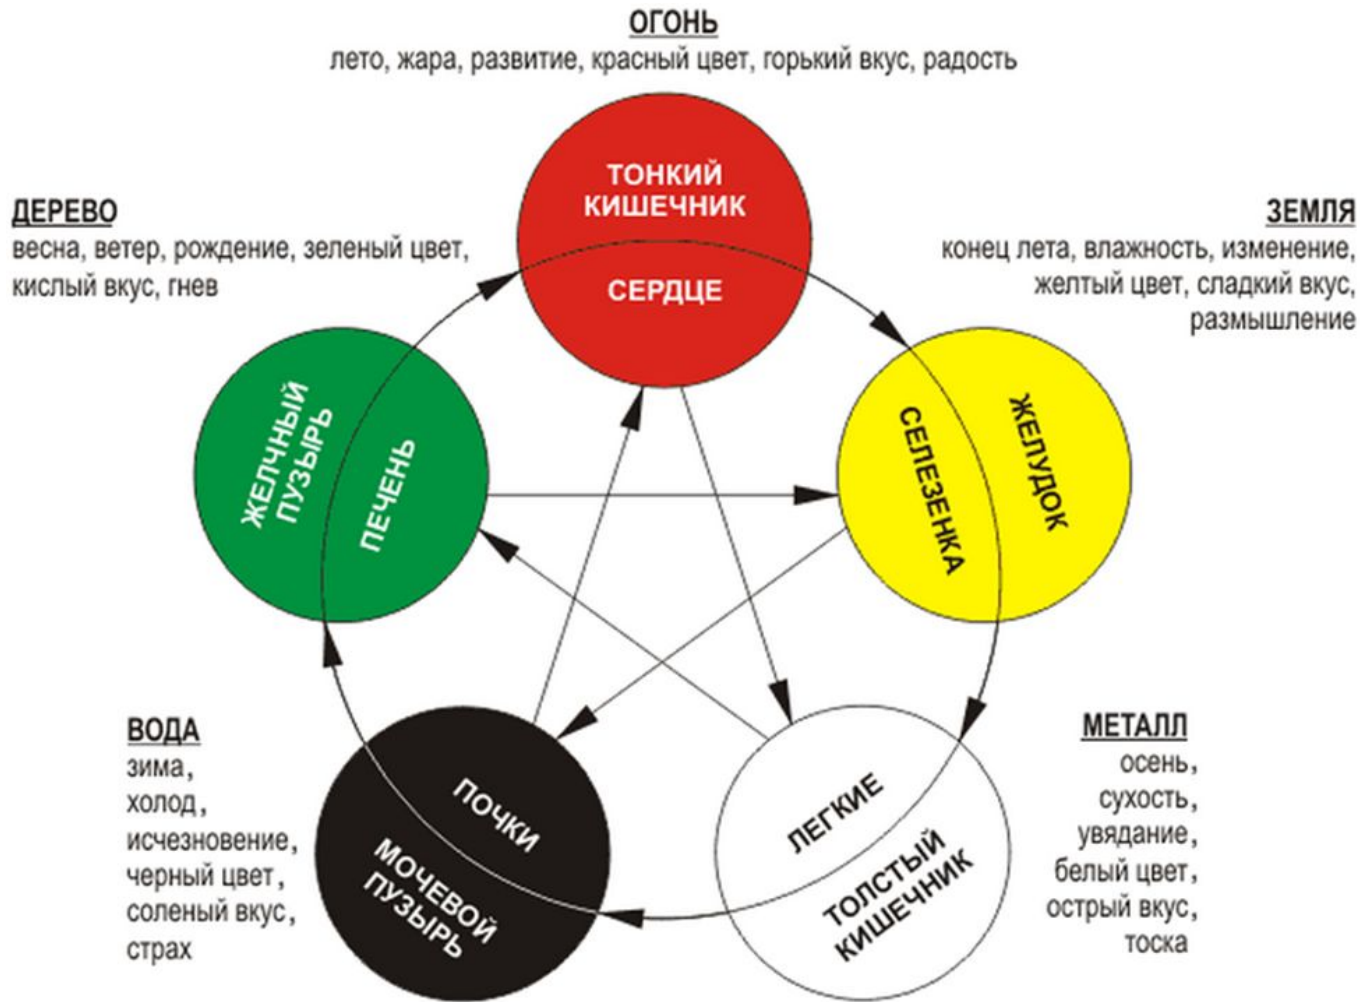 ОГОНЬ
лето, жара, развитие, красный цвет, горький вкус, радость
ТОНКИЙ
КИШЕЧНИК
СЕРДЦЕ
ДЕРЕВО
весна, ветер, рождение, зеленый цвет,
кислый вкус, гнев
ЗЕМЛЯ
конец лета, влажность, изменение,
желтый цвет, сладкий вкус,
размышление
ЖЕЛЧНЫЙ
ПУЗЫРЬ
ПЕЧЕНЬ
СЕЛЕЗЕНКА
ЖЕЛУДОК
ВОДА
зима,
холод,
исчезновение,
черный цвет,
соленый вкус,
страх
ПОЧКИ
МОЧЕВОЙ
ПУЗЫРЬ
ЛЕГКИЕ
ТОЛСТЫЙ
КИШЕЧНИК
МЕТАЛЛ
осень,
сухость,
увядание,
белый цвет,
острый вкус,
тоска